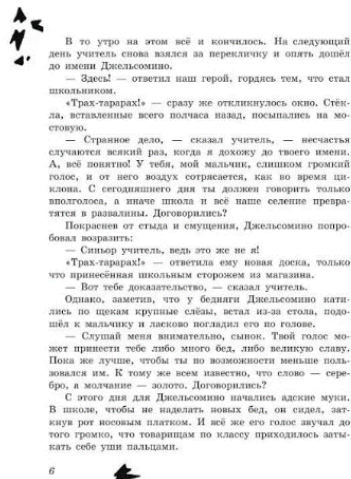 В то утро на этом всё и кончилось. На следующий
день учитель снова взялся за перекличку и опять дошёл
до имени Джельсомино.
— Здесь! — ответил наш герой, гордясь тем, что стал
школьником.
«Трах-тарарах!» — сразу же откликнулось окно. Стёк-
ла, вставленные всего полчаса назад, посыпались на мо-
стовую.
— Странное дело, — сказал учитель, — несчастья
случаются всякий раз, когда я дохожу до твоего имени.
А, всё понятно! У тебя, мой мальчик, слишком громкий
голос, и от него воздух сотрясается, как во время ци-
клона. С сегодняшнего дня ты должен говорить только
вполголоса, а иначе школа и всё наше селение превра-
тятся в развалины. Договорились?
Покраснев от стыда и смущения, Джельсомино попро-
бовал возразить:
— Синьор учитель, ведь это же не я!
«Трах-тарарах!» — ответила ему новая доска, только
что принесённая школьным сторожем из магазина.
— Вот тебе доказательство, — сказал учитель.
Однако, заметив, что у бедняги Джельсомино кати-
лись по щекам крупные слёзы, встал из-за стола, подо-
шёл к мальчику и ласково погладил его по голове.
— Слушай меня внимательно, сынок. Твой голос мо-
жет принести тебе либо много бед, либо великую славу.
Пока же лучше, чтобы ты по возможности меньше поль-
зовался им. К тому же всем известно, что слово — сере-
бро, а молчание — золото. Договорились?
С этого дня для Джельсомино начались адские муки.
В школе, чтобы не наделать новых бед, он сидел, зат-
кнув рот носовым платком. И всё же его голос звучал до
того громко, что товарищам по классу приходилось заты-
кать себе уши пальцами.
6